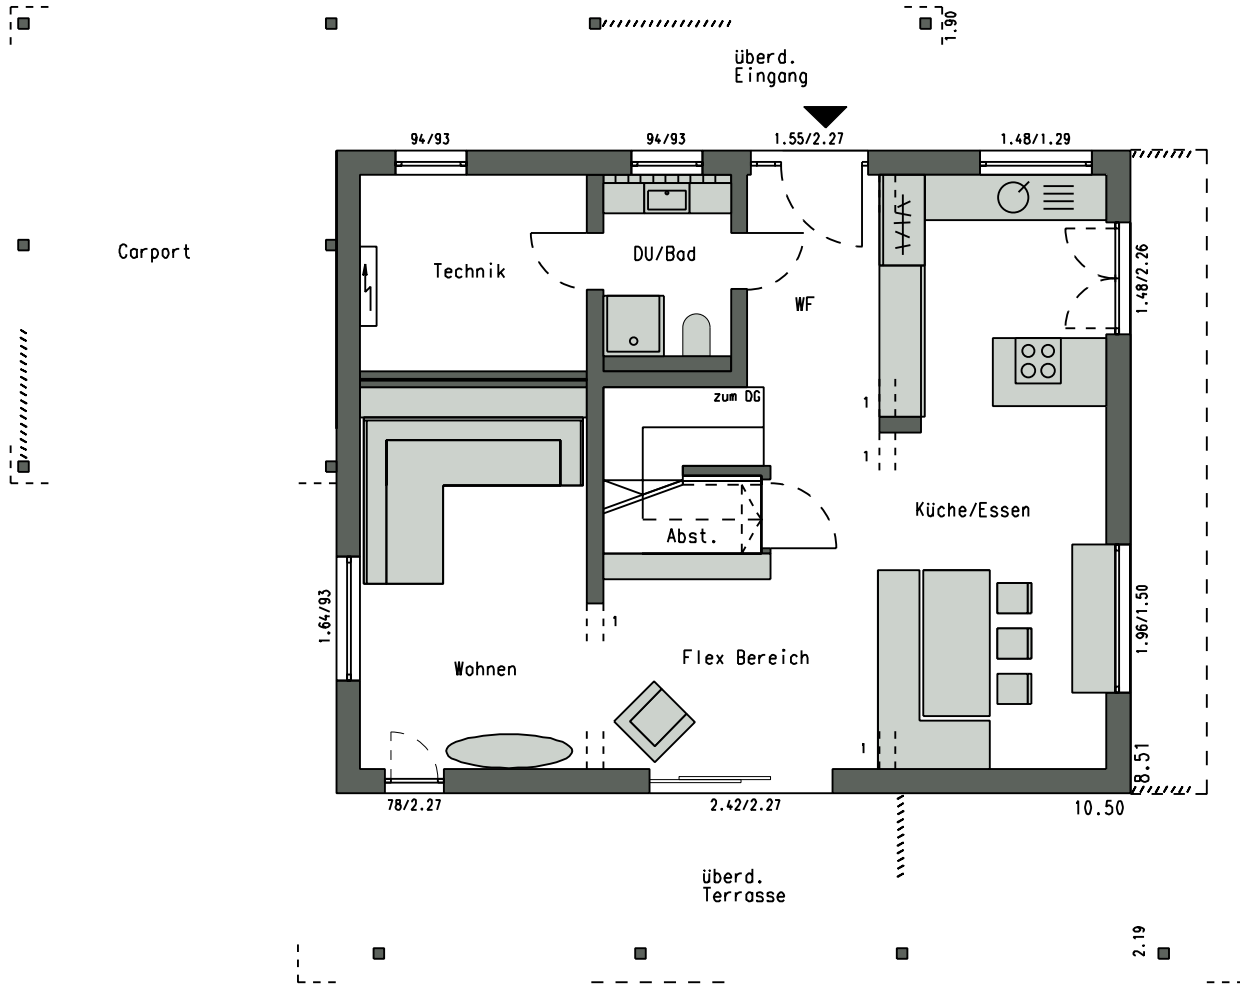 1.90
überd.
Eingang
94/93
94/93
1.55/2.27
1.48/1.29
Carport
Technik
DU/Bad
WF
1.48/2.26
zum DG
1
1
Küche/Essen
Abst.
1.64/93
1
1.96/1.50
Wohnen
Flex Bereich
1
8.51
78/2.27
2.42/2.27
10.50
überd.
Terrasse
2.19